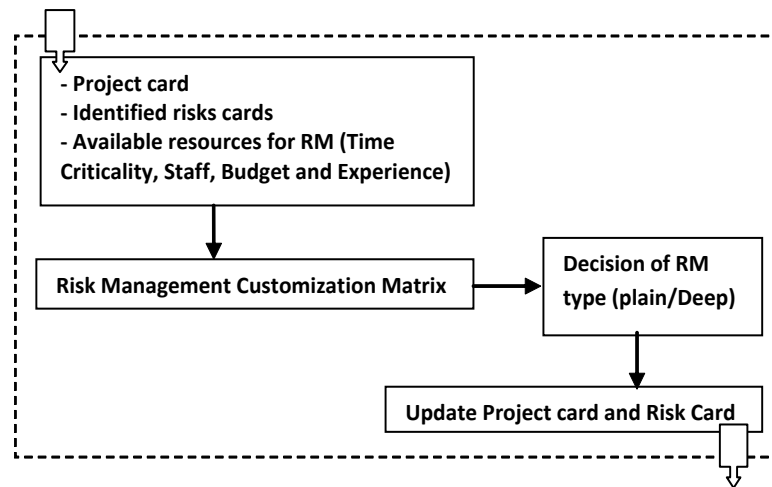 - Project card
- Identified risks cards
- Available resources for RM (Time
Criticality, Staff, Budget and Experience)
Risk Management Customization Matrix
Decision of RM
type (plain/Deep)
Update Project card and Risk Card